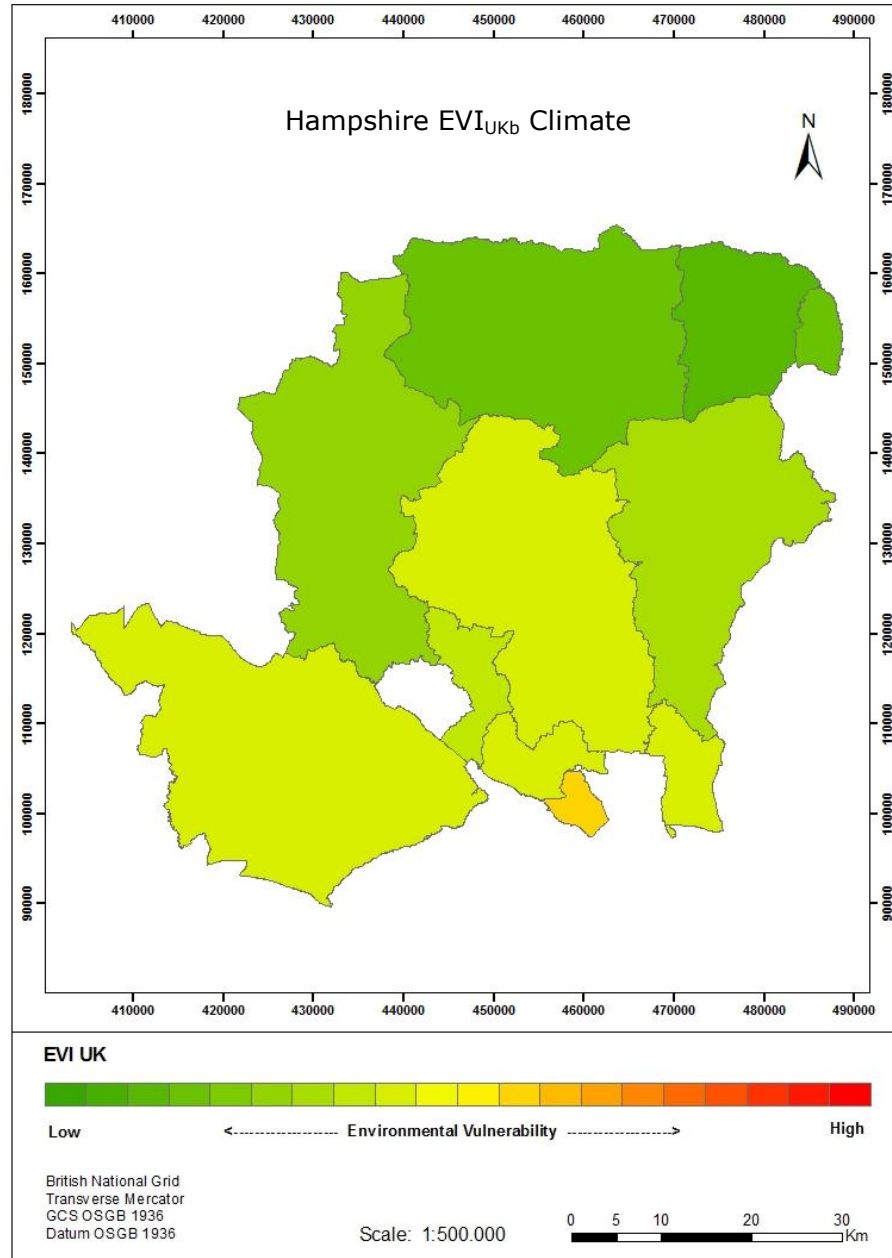 410000 420000 430000 440000 450000 460000 470000 480000 490000
Hampshire EVIUKb Climate
N
180000 180000
170000 170000
160000 160000
150000 150000
140000 140000
130000 130000
120000 120000
110000 110000
100000 100000
90000 90000
410000 420000 430000 440000 450000 460000 470000 480000 490000
EVI UK
Low <------------------- Environmental Vulnerability -------------------> High
British National Grid
Transverse Mercator
GCS OSGB 1936
Datum OSGB 1936
Scale: 1:500.000
0 5 10 20 30
Km